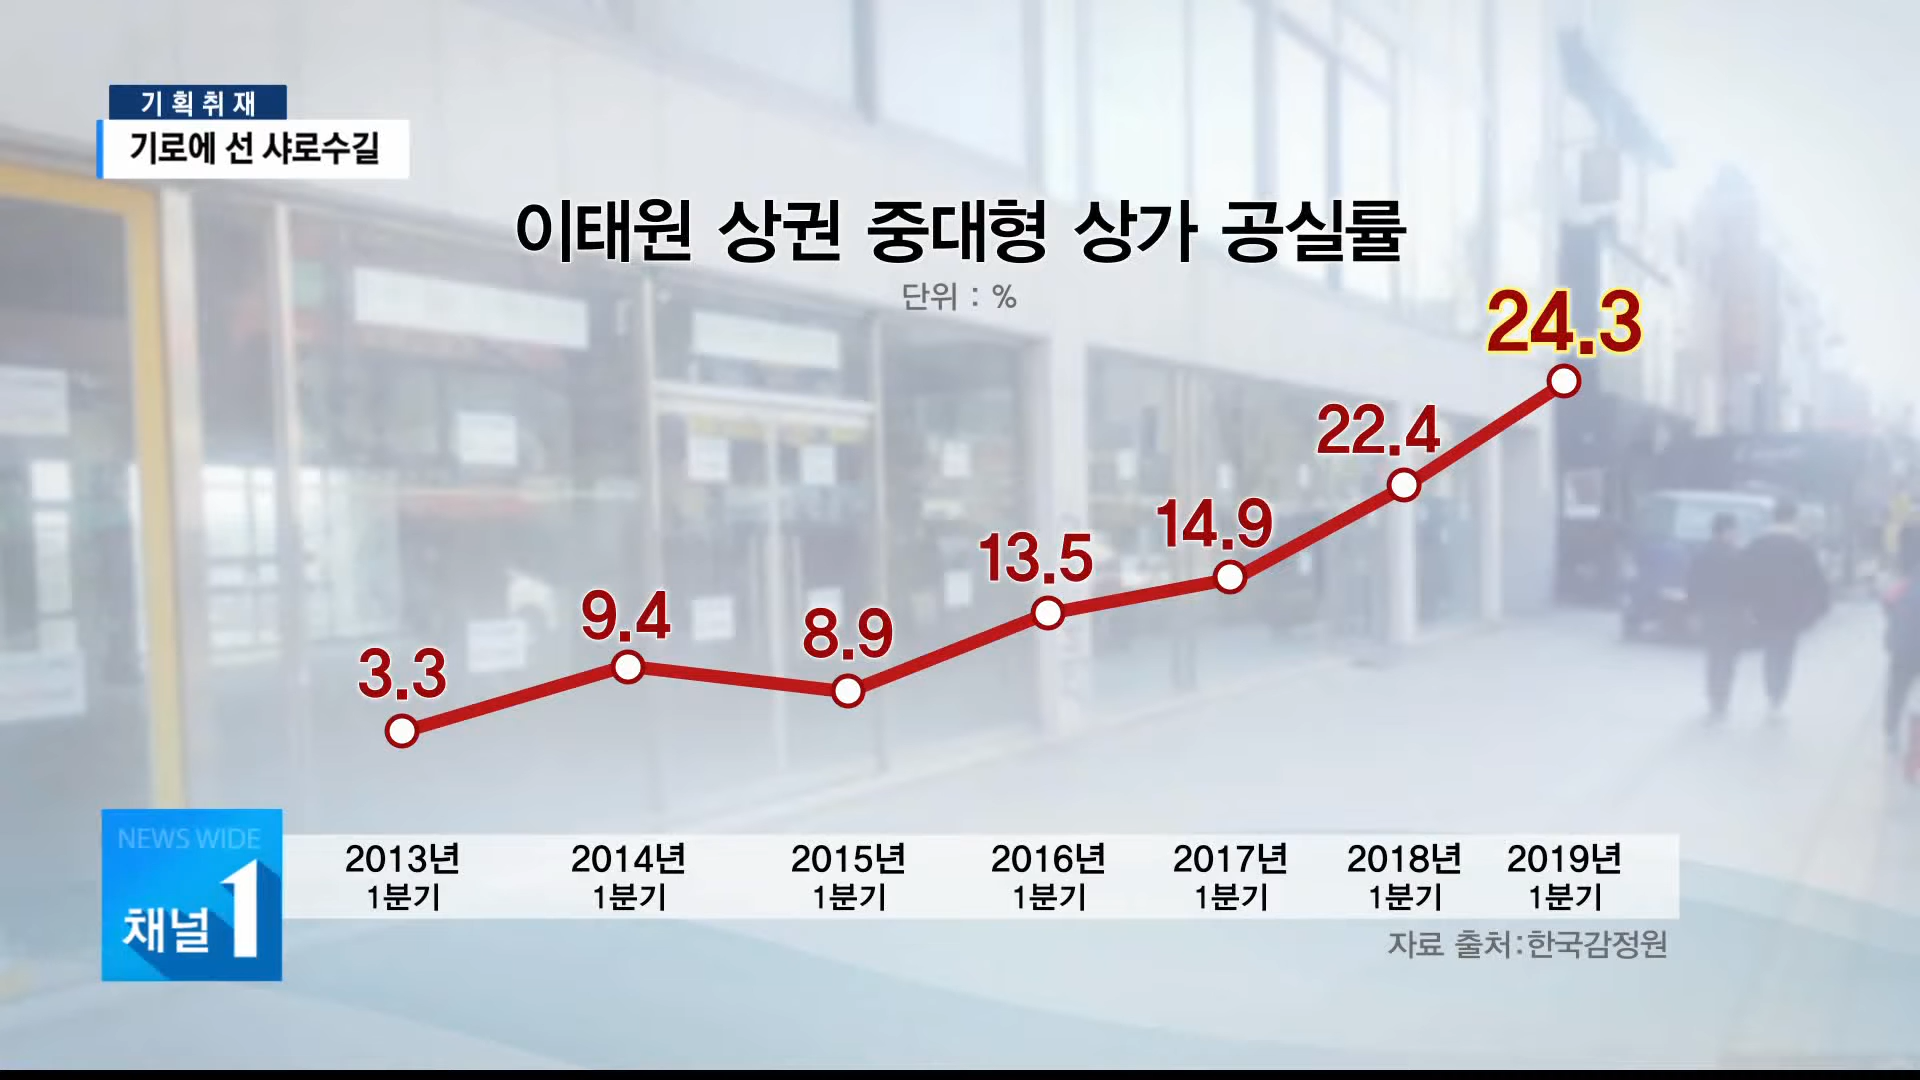 기획취재
기로에 선 샤로수길
이태원 상권 중대형 상가 공실률
단위 : %
3.3
9.4
8.9
13.5
14.9
22.4
24.3
2013년 2014년 2015년 2016년 2017년 2018년 2019년
1분기 1분기 1분기 1분기 1분기 1분기 1분기
자료 출처:한국감정원
NEWS WIDE
채널1